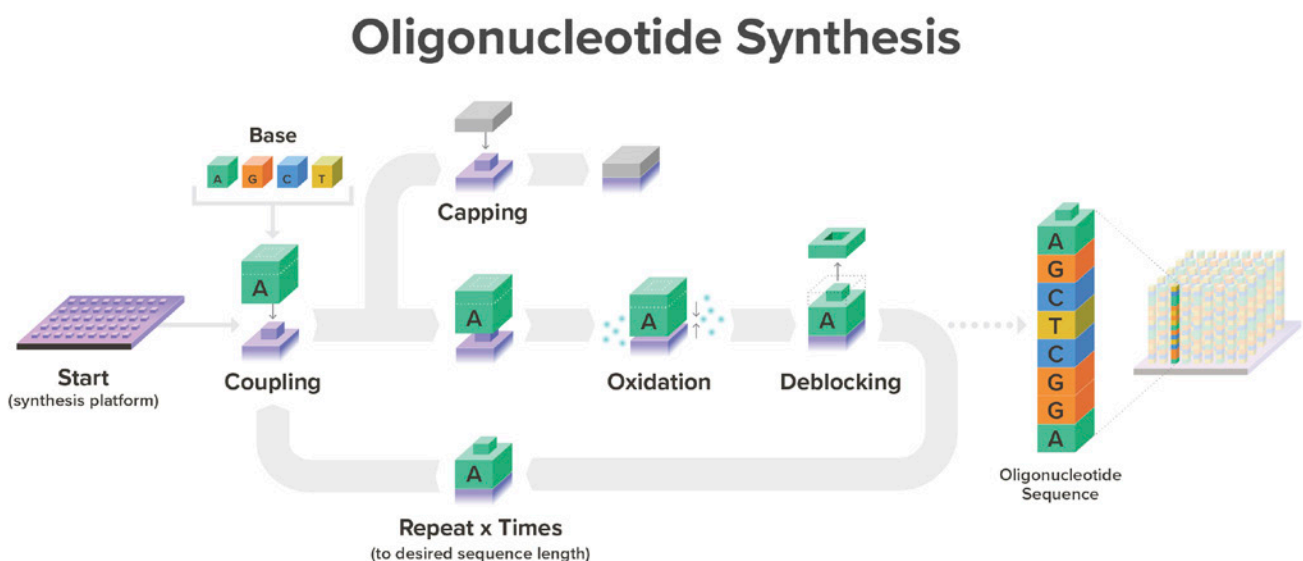 Oligonucleotide Synthesis
Base
A G C T
Capping
A
A
A
A
Start
(synthesis platform)
Coupling
Oxidation
Deblocking
A
Repeat x Times
(to desired sequence length)
A
G
C
T
C
G
G
A
Oligonucleotide
Sequence